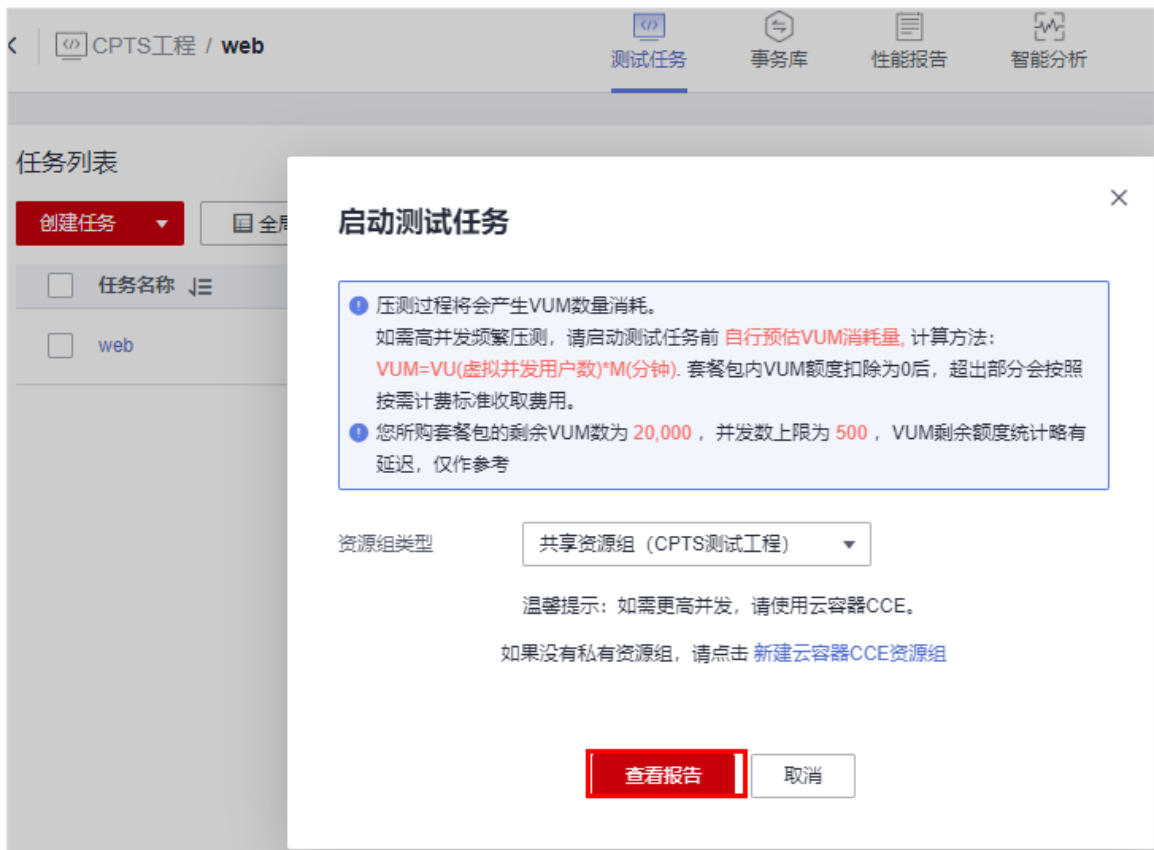 CPTS工程 / web
测试任务
事务库
性能报告
智能分析
任务列表
创建任务
全局
任务名称
web
启动测试任务
压测过程将会产生VUM数量消耗。
如需高并发频繁压测，请启动测试任务前 自行预估VUM消耗量, 计算方法：
VUM=VU(虚拟并发用户数)*M(分钟). 套餐包内VUM额度扣除为0后，超出部分会按照
按需计费标准收取费用。
您所购套餐包的剩余VUM数为 20,000 ，并发数上限为 500 ，VUM剩余额度统计略有
延迟，仅作参考
资源组类型
共享资源组（CPTS测试工程）
温馨提示：如需更高并发，请使用云容器CCE。
如果没有私有资源组，请点击 新建云容器CCE资源组
查看报告
取消